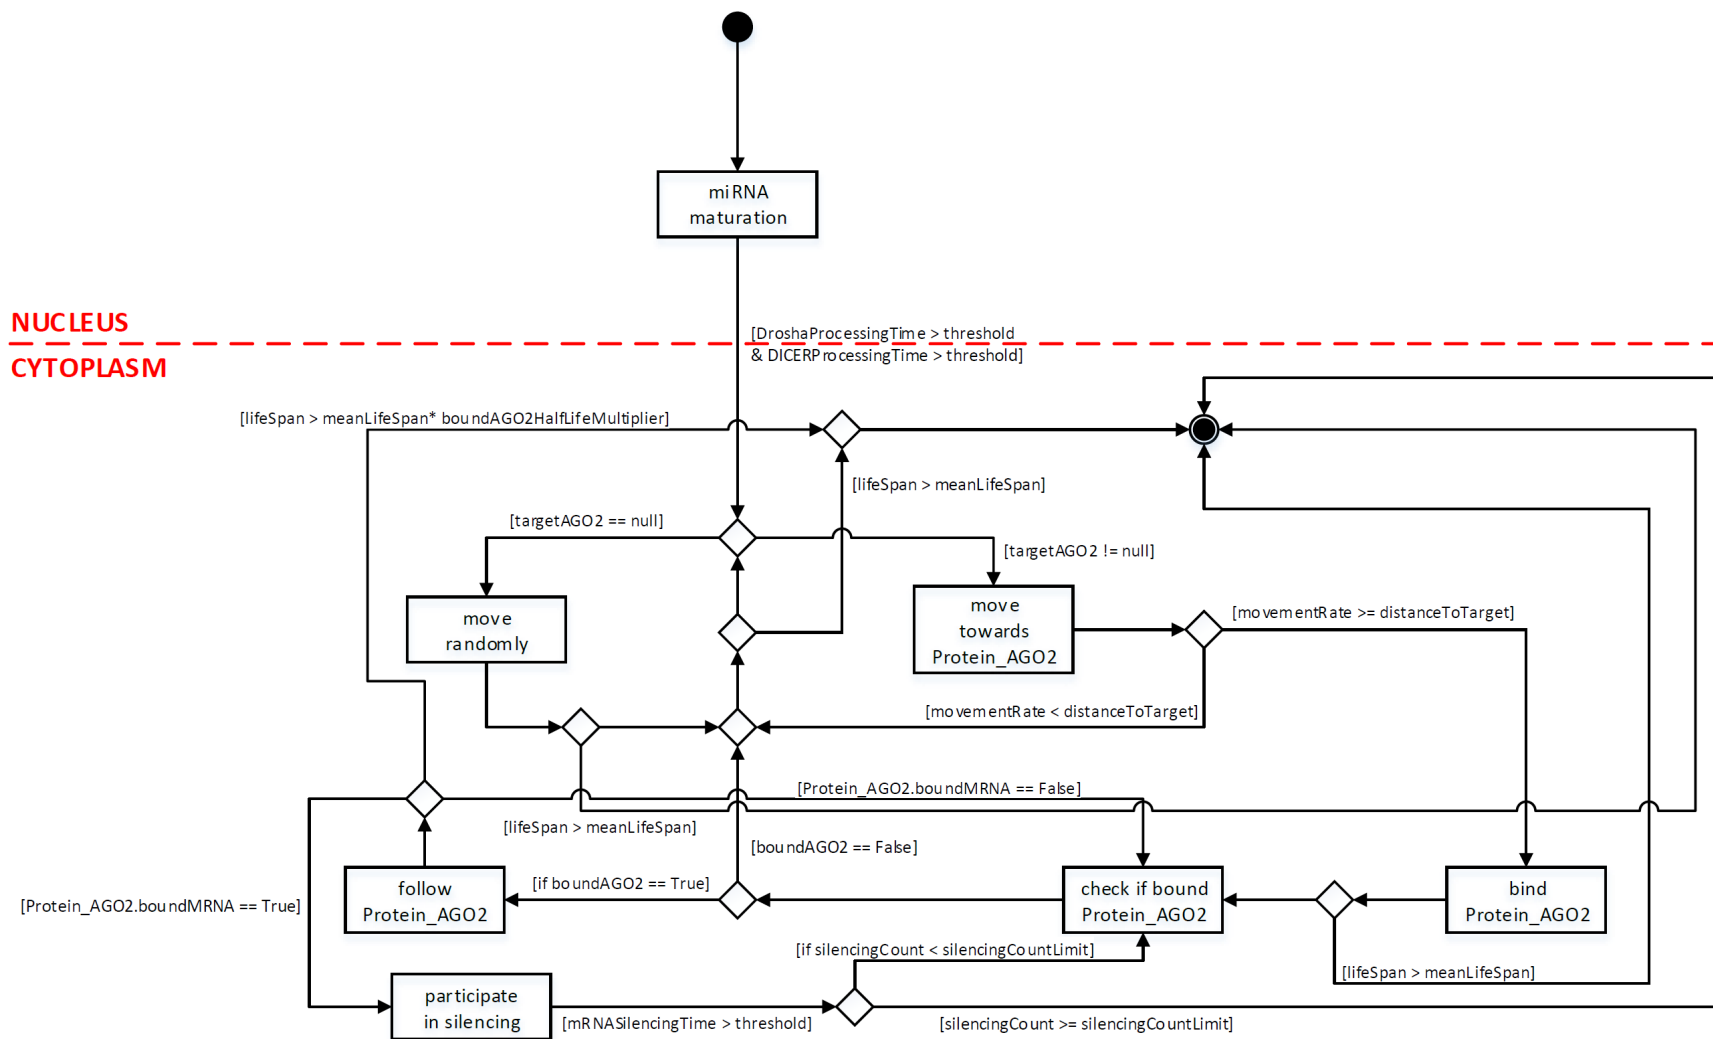 miRNA
maturation
NUCLEUS
[DroshaProcessingTime > threshold
& DICERProcessingTime > threshold]
CYTOPLASM
[lifeSpan > meanLifeSpan* boundAGO2HalfLifeMultiplier]
[lifeSpan > meanLifeSpan]
[targetAGO2 == null]
[targetAGO2 != null]
move
randomly
move
towards
Protein_AGO2
[movementRate >= distanceToTarget]
[movementRate < distanceToTarget]
[Protein_AGO2.boundMRNA == False]
[lifeSpan > meanLifeSpan]
[boundAGO2 == False]
follow
Protein_AGO2
[if boundAGO2 == True]
check if bound
Protein_AGO2
bind
Protein_AGO2
[Protein_AGO2.boundMRNA == True]
[if silencingCount < silencingCountLimit]
[lifeSpan > meanLifeSpan]
participate
in silencing
[mRNASilencingTime > threshold]
[silencingCount >= silencingCountLimit]